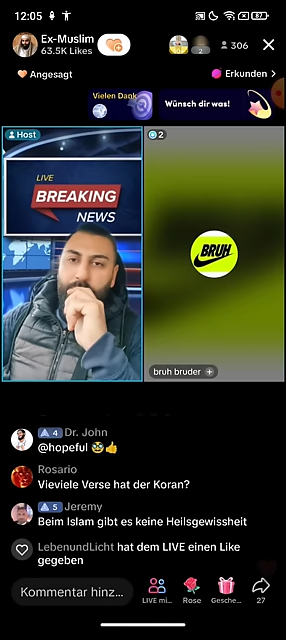 12:05
87
Ex-Muslim
63.5K Likes
2
306
Angesagt
Erkunden >
Vielen Dank
Wünsch dir was!
Host
2
LIVE
BREAKING
NEWS
BRUH
bruh bruder +
4 Dr. John
@hopeful
Rosario
Vieviele Verse hat der Koran?
5 Jeremy
Beim Islam gibt es keine Heilsgewissheit
LebenundLicht hat dem LIVE einen Like
gegeben
Kommentar hinz...
LIVE mi...
Rose
Gesche...
27